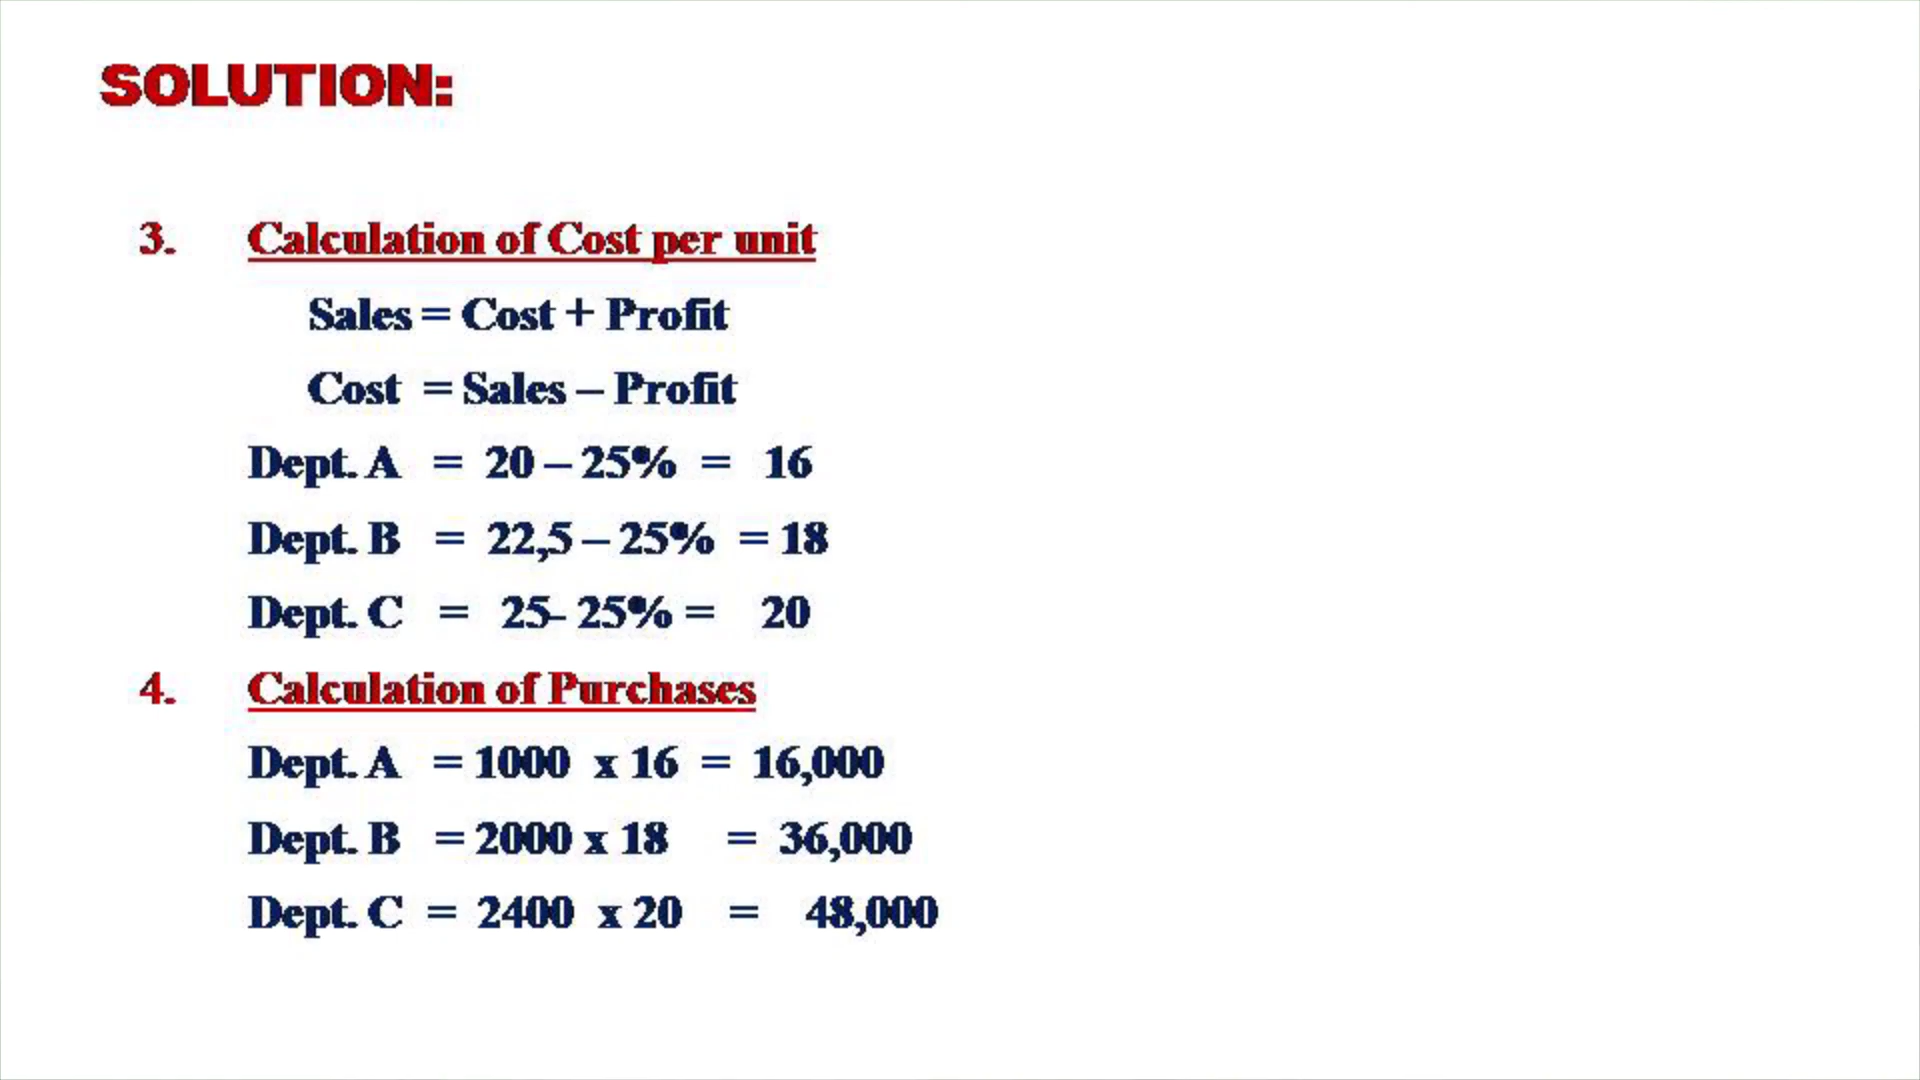 SOLUTION:
3. Calculation of Cost per unit
Sales = Cost + Profit
Cost = Sales – Profit
Dept. A = 20 – 25% = 16
Dept. B = 22,5 – 25% = 18
Dept. C = 25- 25% = 20
4. Calculation of Purchases
Dept. A = 1000 x 16 = 16,000
Dept. B = 2000 x 18 = 36,000
Dept. C = 2400 x 20 = 48,000